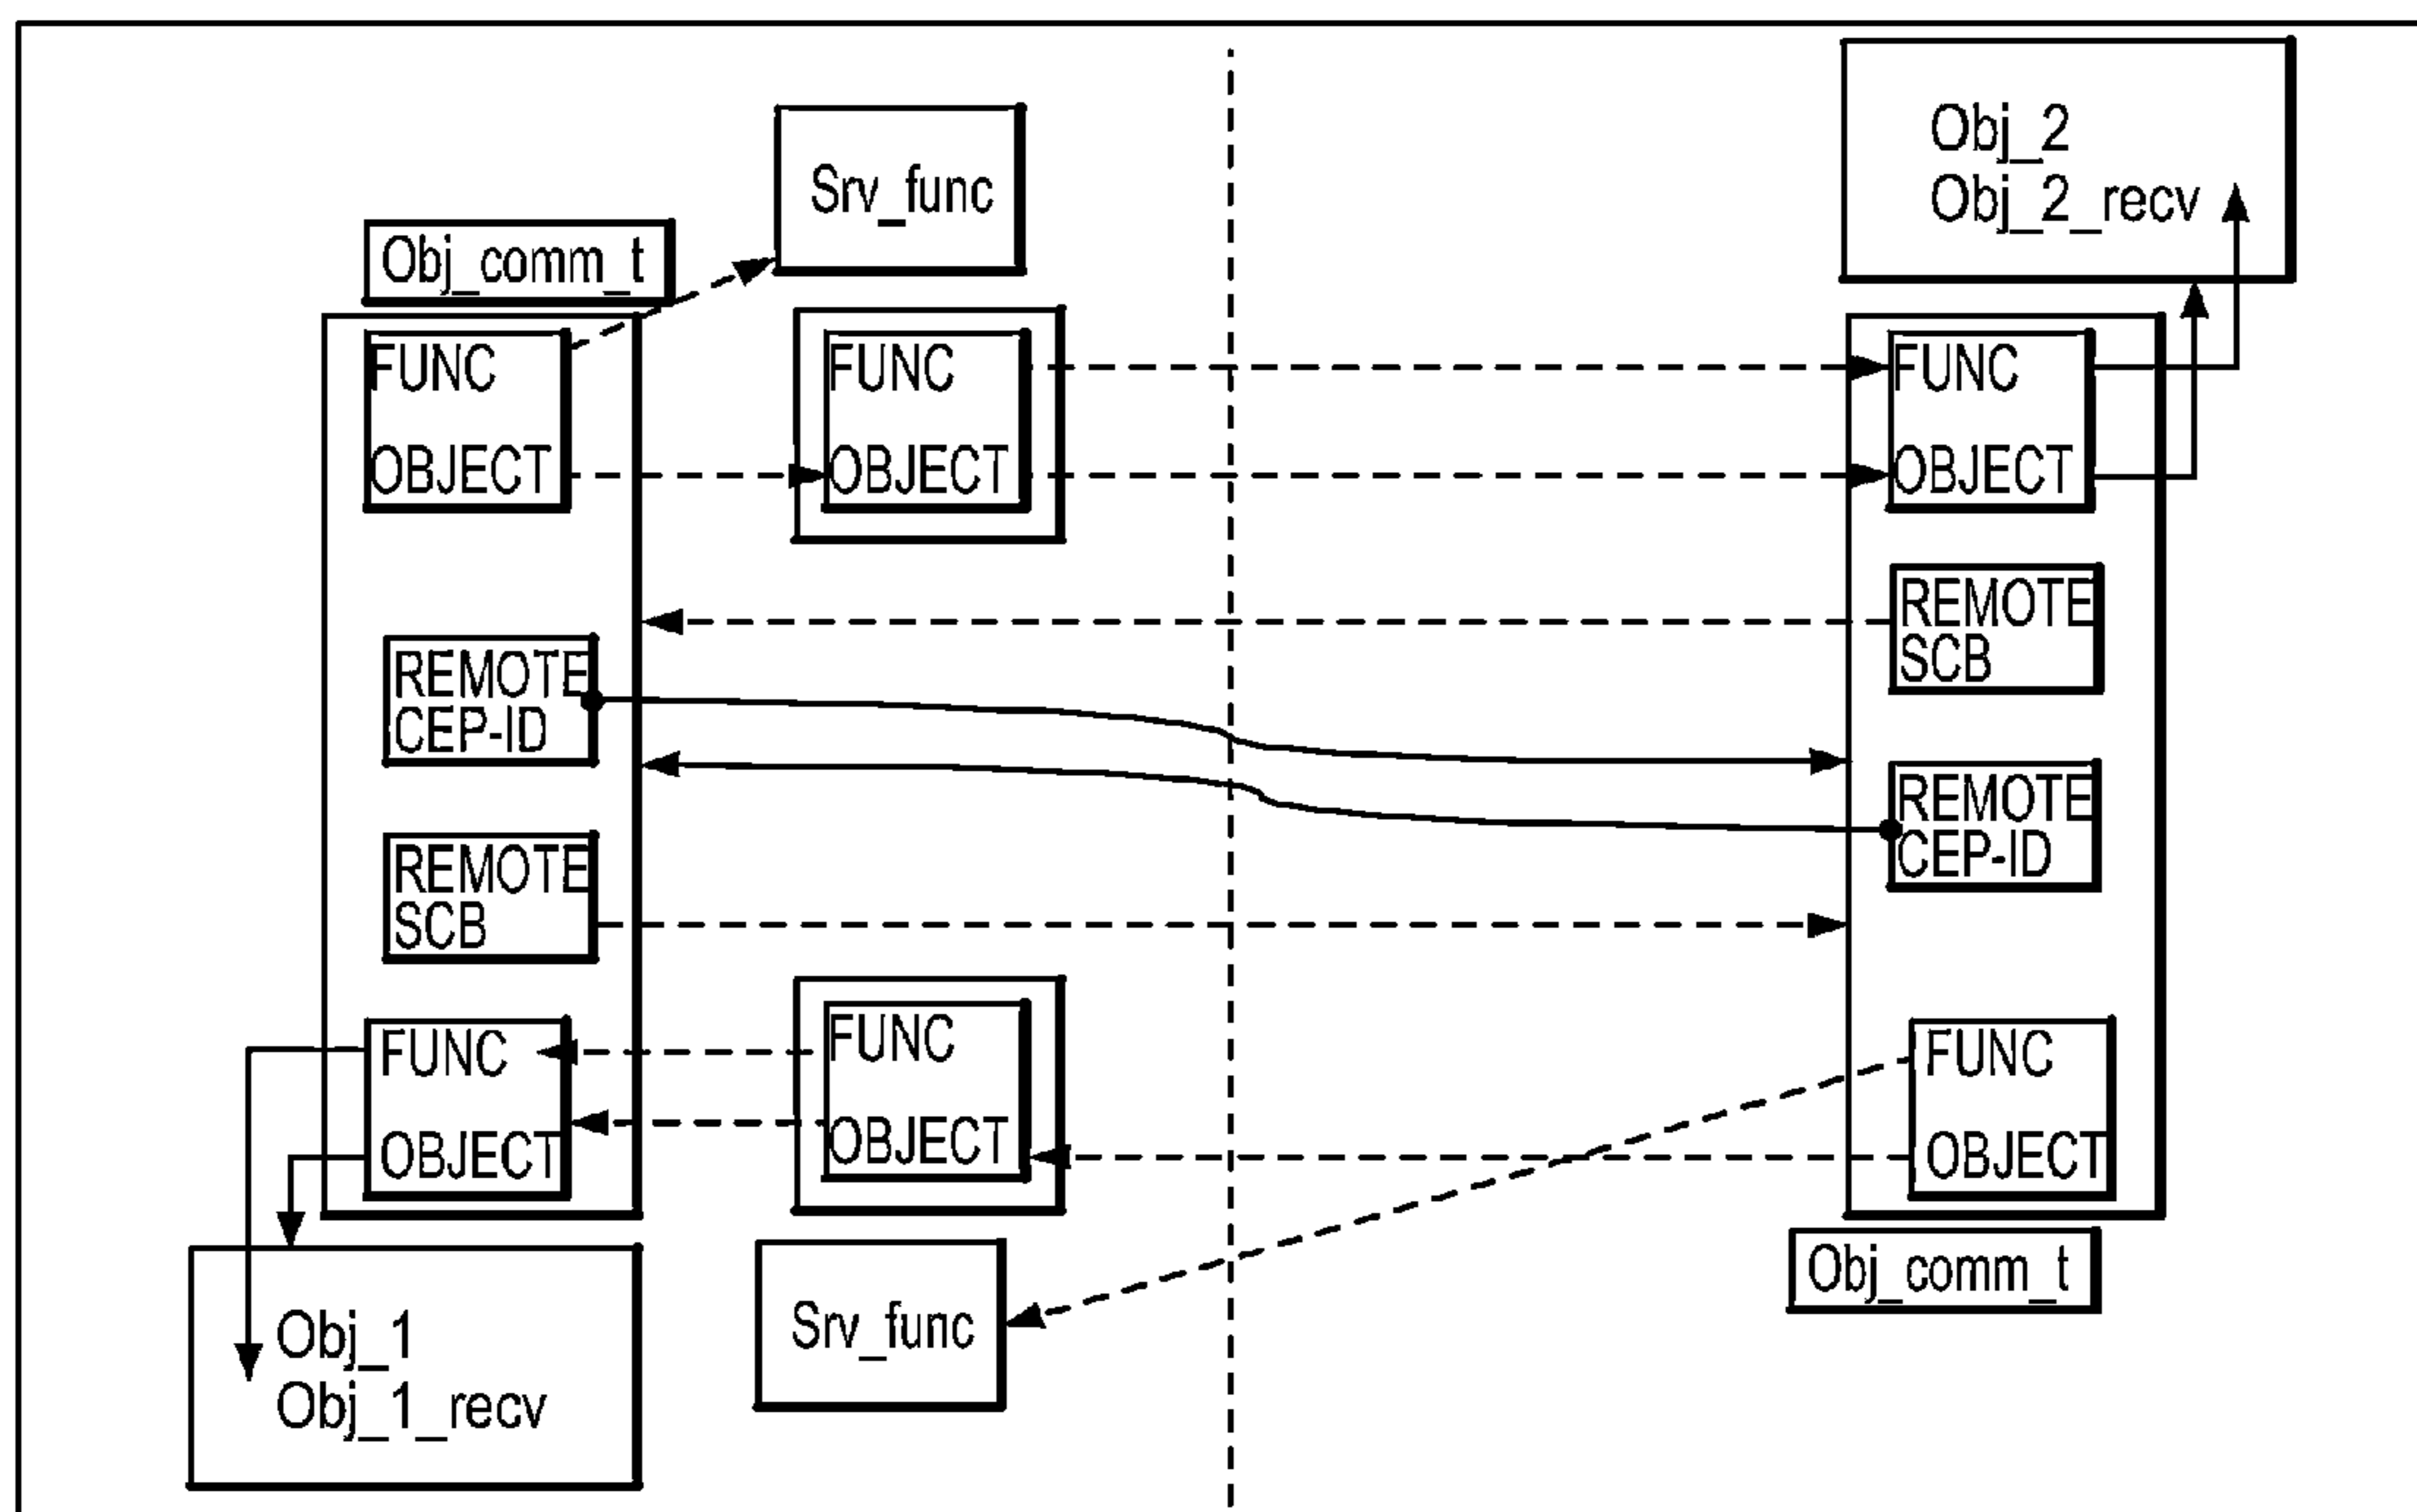 Obj_2
Obj_2_recv
Srv_func
Obj_comm_t
FUNC
OBJECT
FUNC
OBJECT
FUNC
OBJECT
REMOTE
SCB
REMOTE
CEP-ID
REMOTE
CEP-ID
REMOTE
SCB
FUNC
OBJECT
FUNC
OBJECT
FUNC
OBJECT
Obj_comm_t
Srv_func
Obj_1
Obj_1_recv